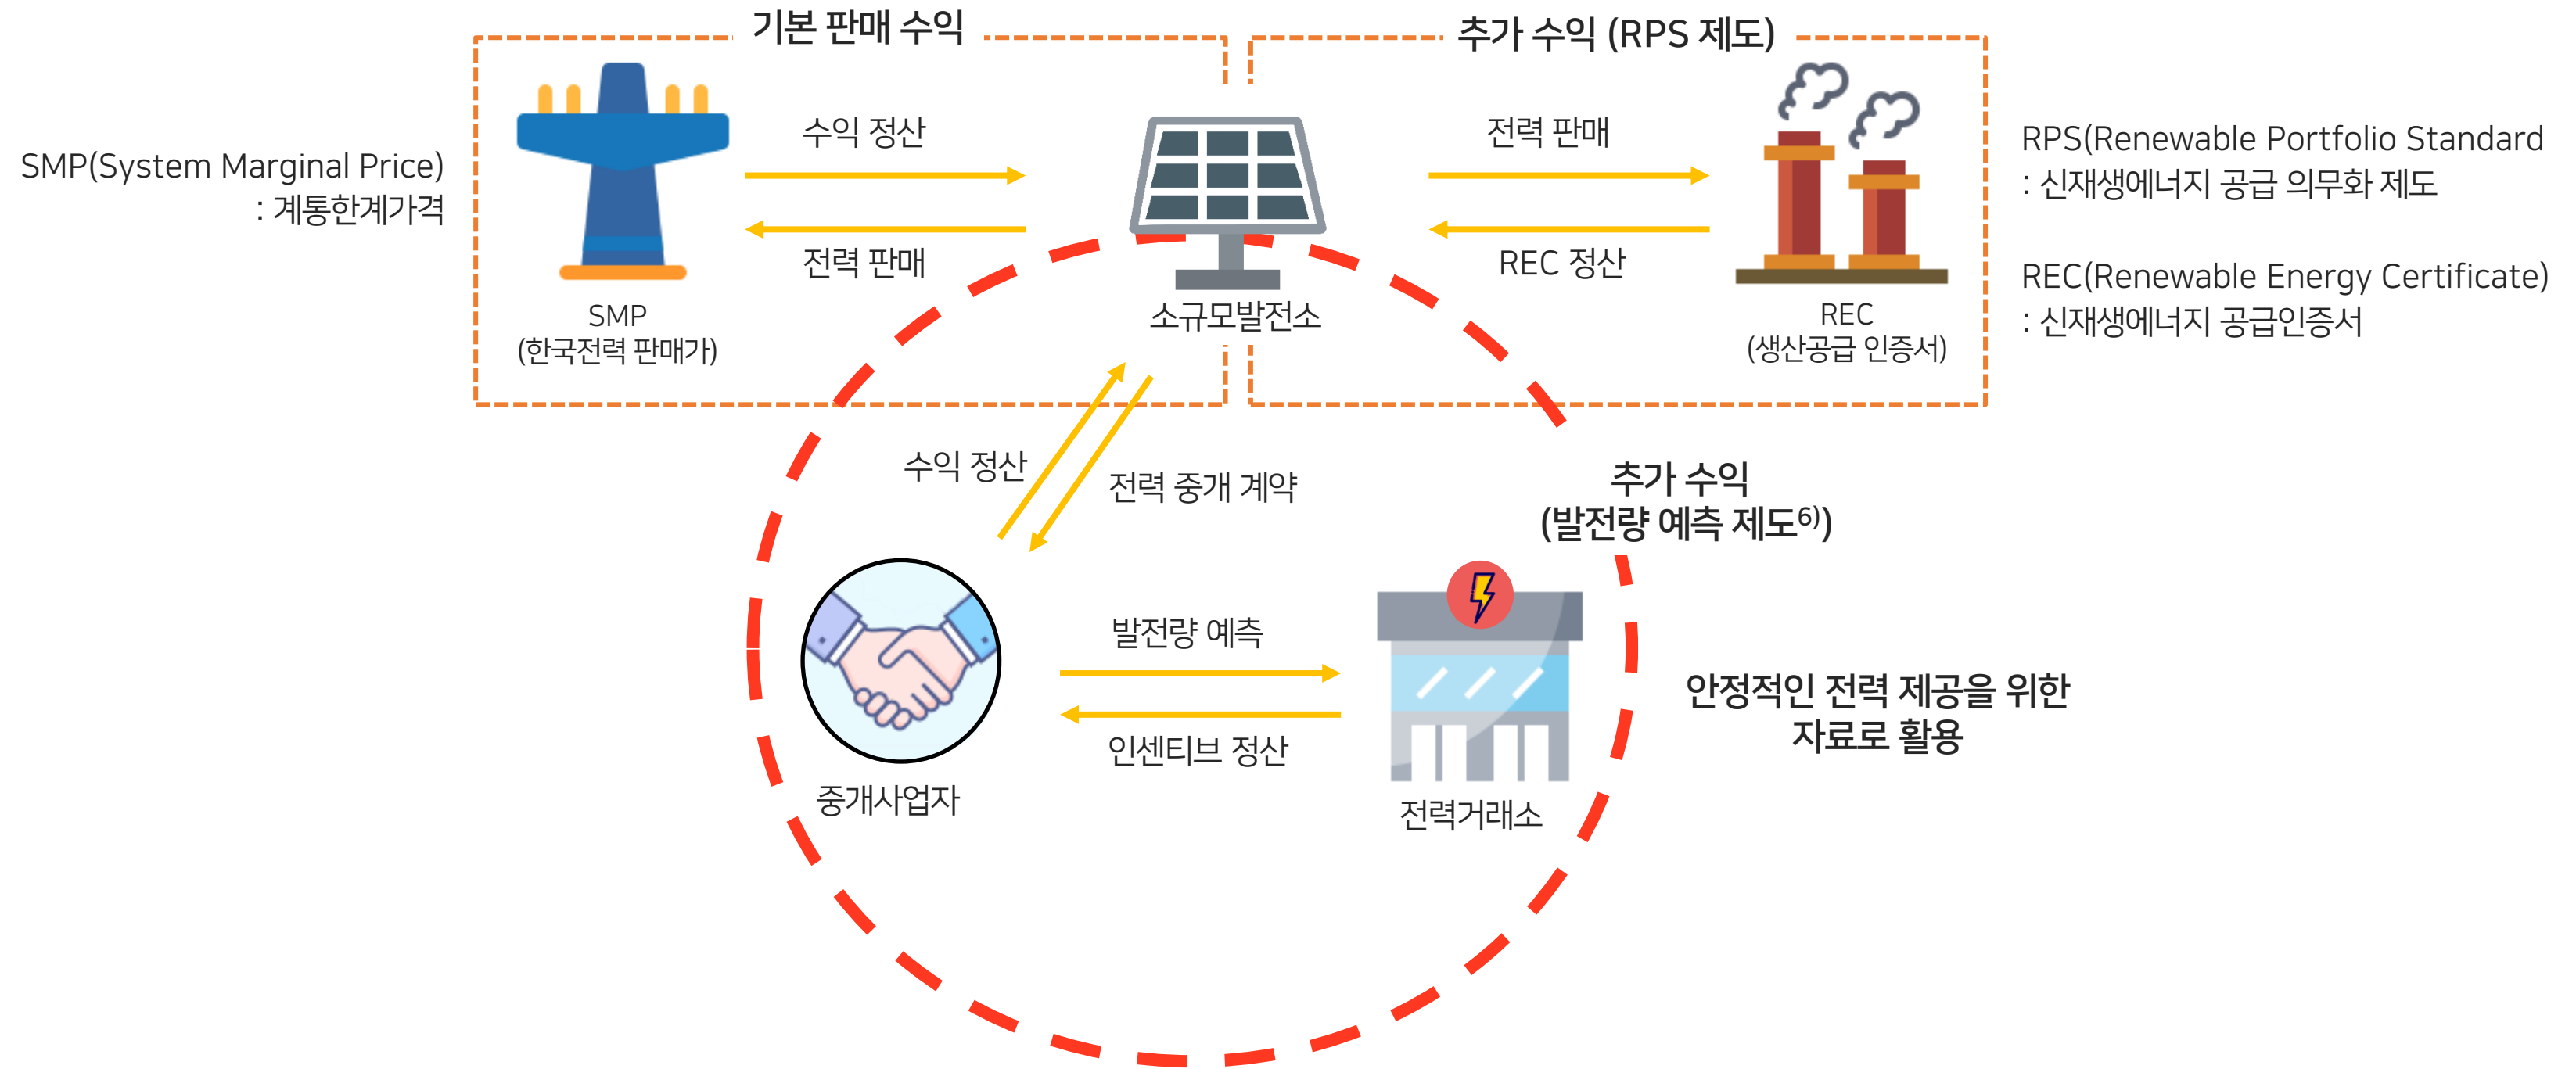 기본 판매 수익
추가 수익 (RPS 제도)
SMP(System Marginal Price)
: 계통한계가격
수익 정산
전력 판매
SMP
(한국전력 판매가)
소규모발전소
전력 판매
REC 정산
REC
(생산공급 인증서)
RPS(Renewable Portfolio Standard
: 신재생에너지 공급 의무화 제도
REC(Renewable Energy Certificate)
: 신재생에너지 공급인증서
수익 정산
전력 중개 계약
추가 수익
(발전량 예측 제도6))
발전량 예측
인센티브 정산
중개사업자
전력거래소
안정적인 전력 제공을 위한
자료로 활용